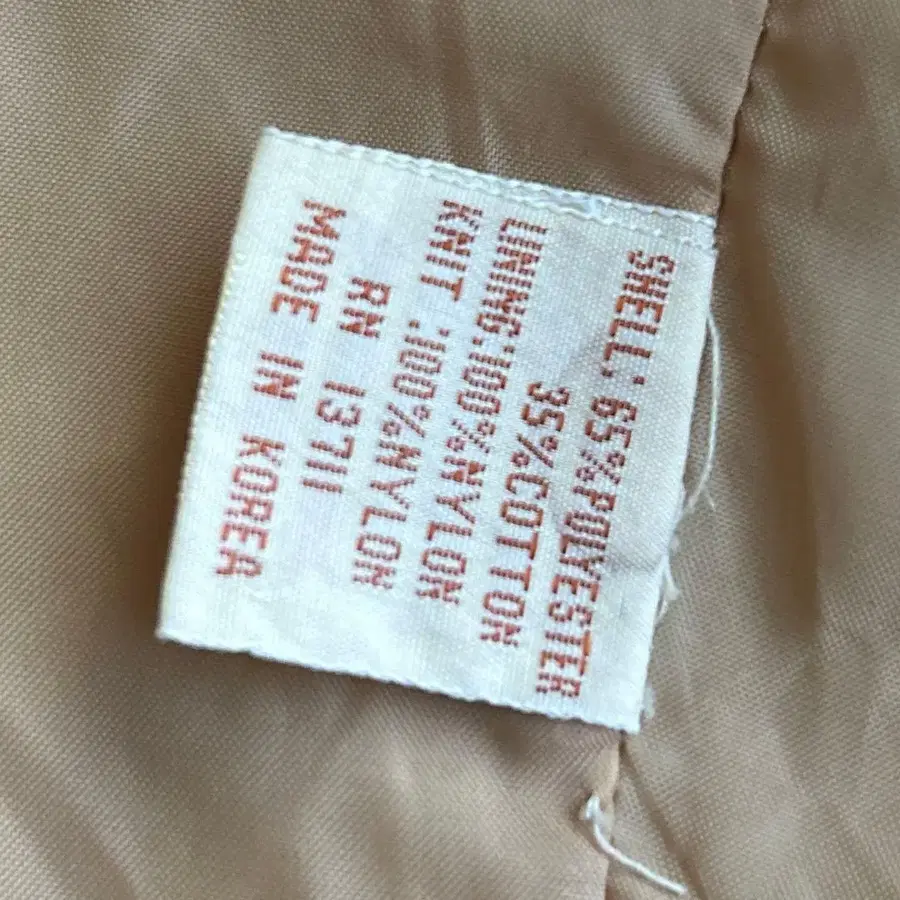 SHELL: 65%POLYESTER
35%COTTON
LINING:100%NYLON
KNIT :100%NYLON
RN 13711
MADE IN KOREA